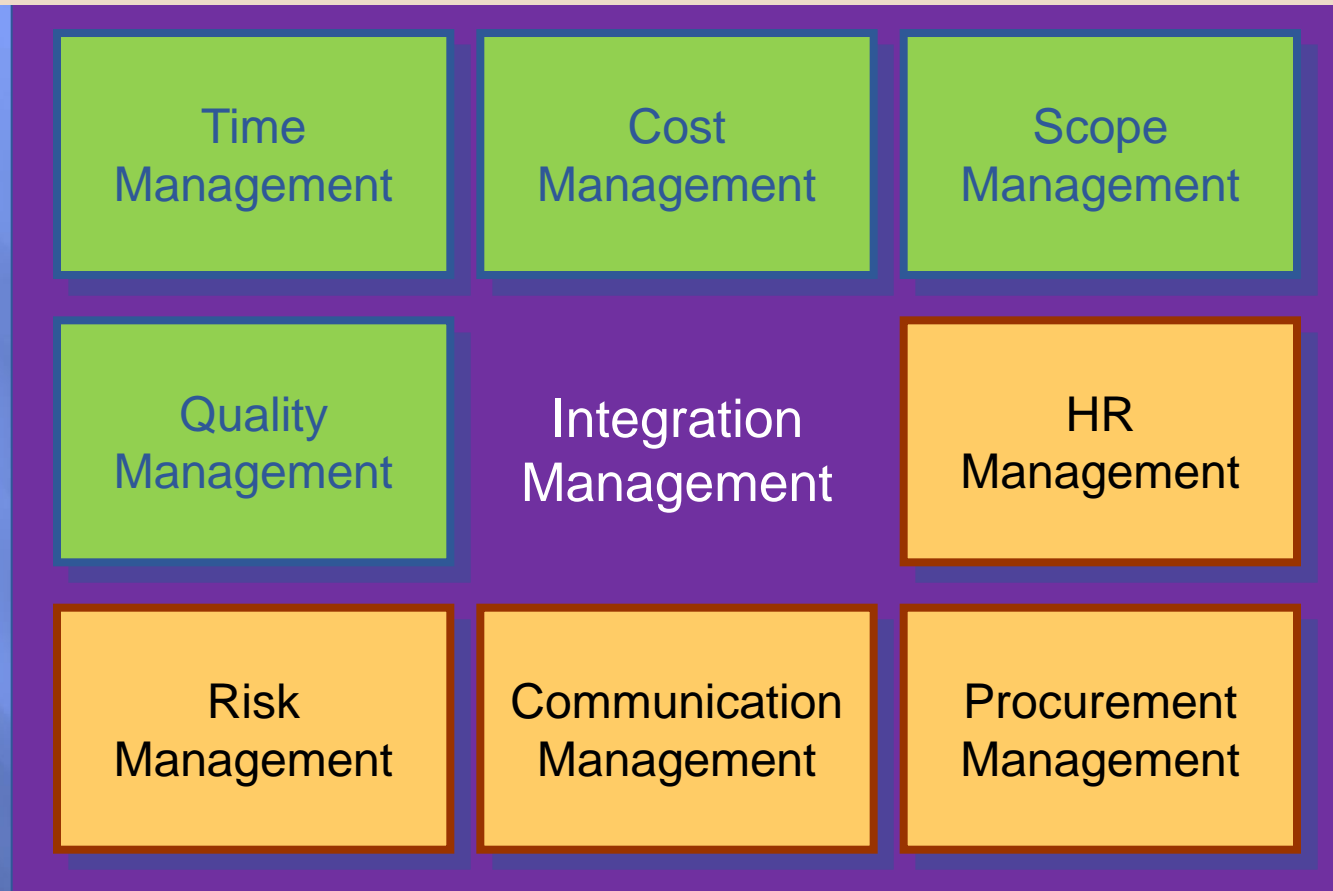 Time
Management
Cost
Management
Scope
Management
Quality
Management
Integration
Management
HR
Management
Risk
Management
Communication
Management
Procurement
Management